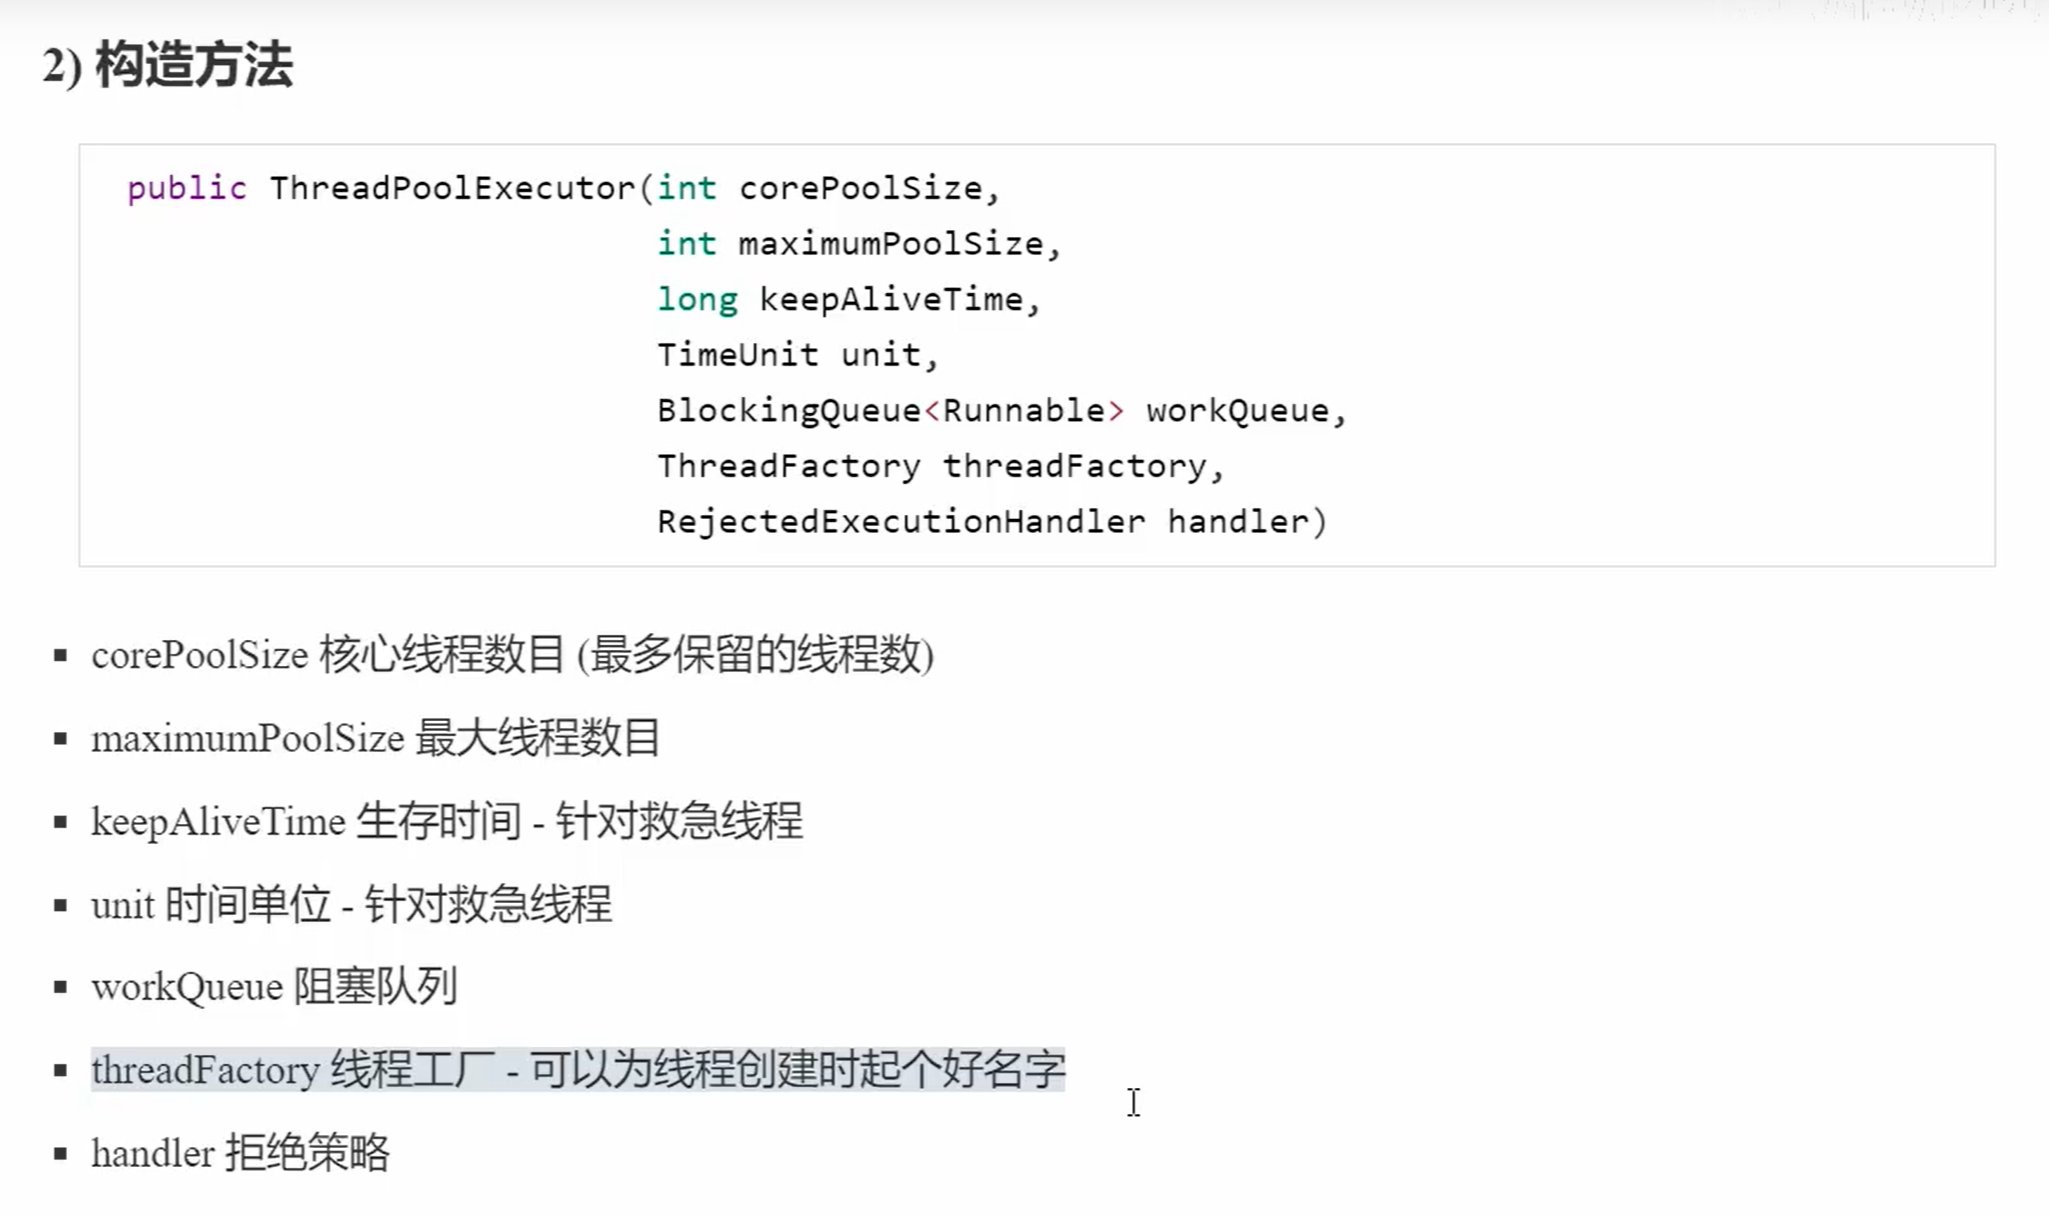 2) 构造方法
public ThreadPoolExecutor(int corePoolSize,
int maximumPoolSize,
long keepAliveTime,
TimeUnit unit,
BlockingQueue<Runnable> workQueue,
ThreadFactory threadFactory,
RejectedExecutionHandler handler)
▪ corePoolSize 核心线程数目 (最多保留的线程数)
▪ maximumPoolSize 最大线程数目
▪ keepAliveTime 生存时间 - 针对救急线程
▪ unit 时间单位 - 针对救急线程
▪ workQueue 阻塞队列
▪ threadFactory 线程工厂 - 可以为线程创建时起个好名字
▪ handler 拒绝策略